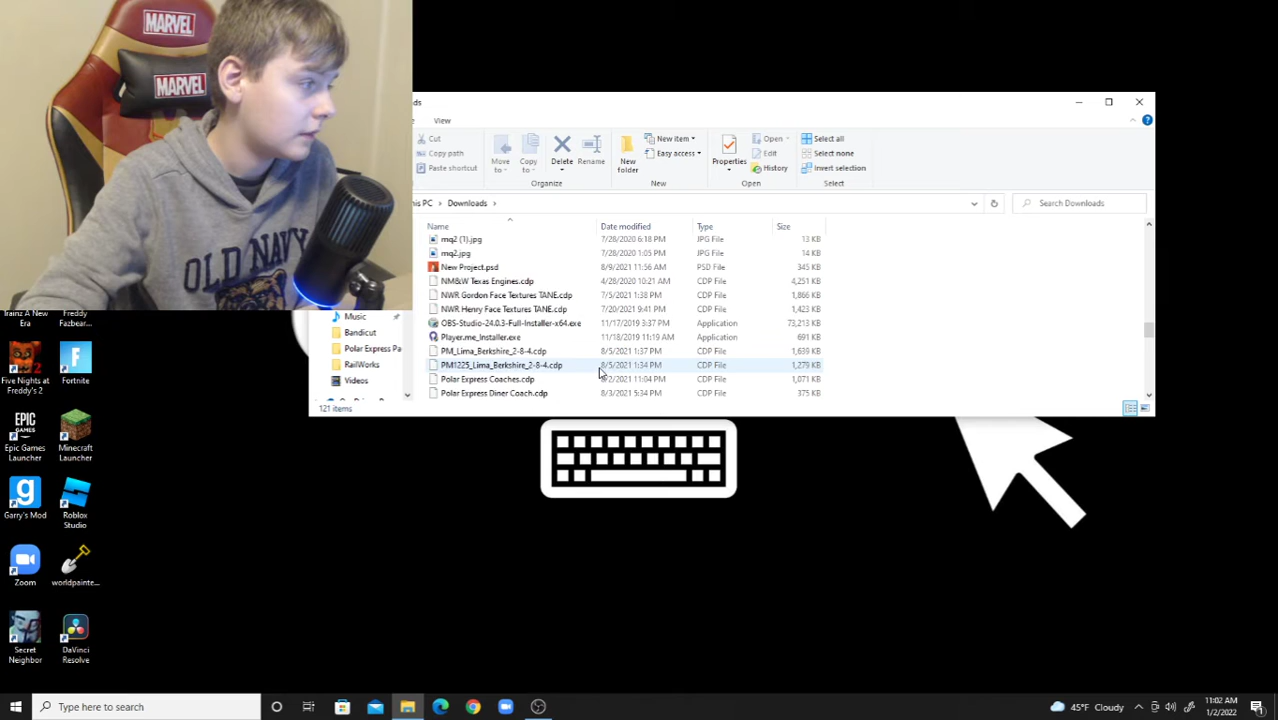 MARVEL
MARVEL
OLD NAVY
View
Cut
Copy path
Paste shortcut
Move to
Copy to
Delete
Rename
Organize
New folder
New item
Easy access
New
Properties
Open
Edit
History
Open
Select all
Select none
Invert selection
Select
Downloads
Search Downloads
Name Date modified Type Size
mq2 (1).jpg 7/28/2020 6:18 PM JPG File 13 KB
mq2.jpg 7/28/2020 1:05 PM JPG File 14 KB
New Project.psd 8/9/2021 11:56 AM PSD File 345 KB
NM&W Texas Engines.cdp 4/28/2020 10:21 AM CDP File 4,251 KB
NWR Gordon Face Textures TANE.cdp 7/5/2021 1:38 PM CDP File 1,866 KB
NWR Henry Face Textures TANE.cdp 7/20/2021 9:41 PM CDP File 1,423 KB
OBS-Studio-24.0.3-Full-Installer-x64.exe 11/17/2019 3:37 PM Application 73,213 KB
Player.me_Installer.exe 11/18/2019 11:19 AM Application 691 KB
PM_Lima_Berkshire_2-8-4.cdp 8/5/2021 1:37 PM CDP File 1,639 KB
PM1225_Lima_Berkshire_2-8-4.cdp 8/5/2021 1:34 PM CDP File 1,279 KB
Polar Express Coaches.cdp /2/2021 11:04 PM CDP File 1,071 KB
Polar Express Diner Coach.cdp 8/3/2021 5:34 PM CDP File 375 KB
Music
Bandicut
Polar Express Pa
RailWorks
Videos
121 items
Trainz A New Era
Freddy Fazbear...
Five Nights at Freddy's 2
Fortnite
EPIC GAMES
Epic Games Launcher
Minecraft Launcher
Garry's Mod
Roblox Studio
Zoom
worldpainte...
Secret Neighbor
DaVinci Resolve
Type here to search
45°F Cloudy
11:02 AM
1/2/2022